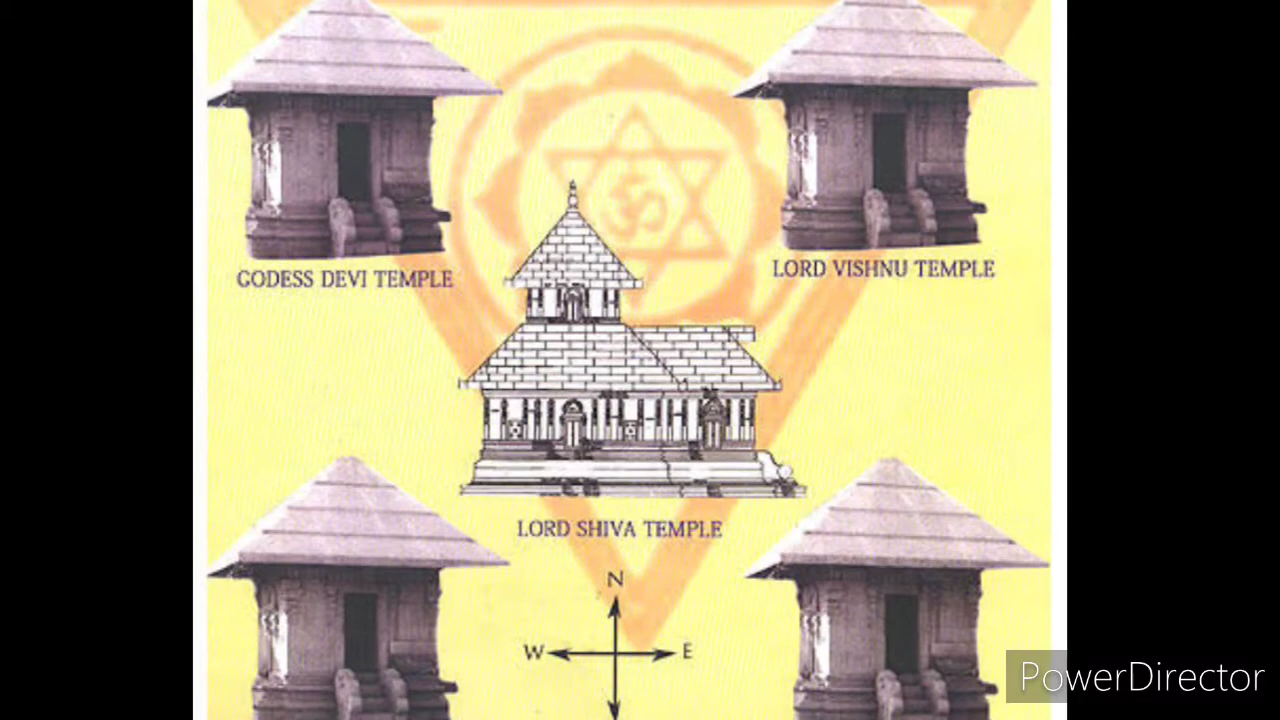 GODESS DEVI TEMPLE
LORD VISHNU TEMPLE
LORD SHIVA TEMPLE
N
W E
ॐ
PowerDirector